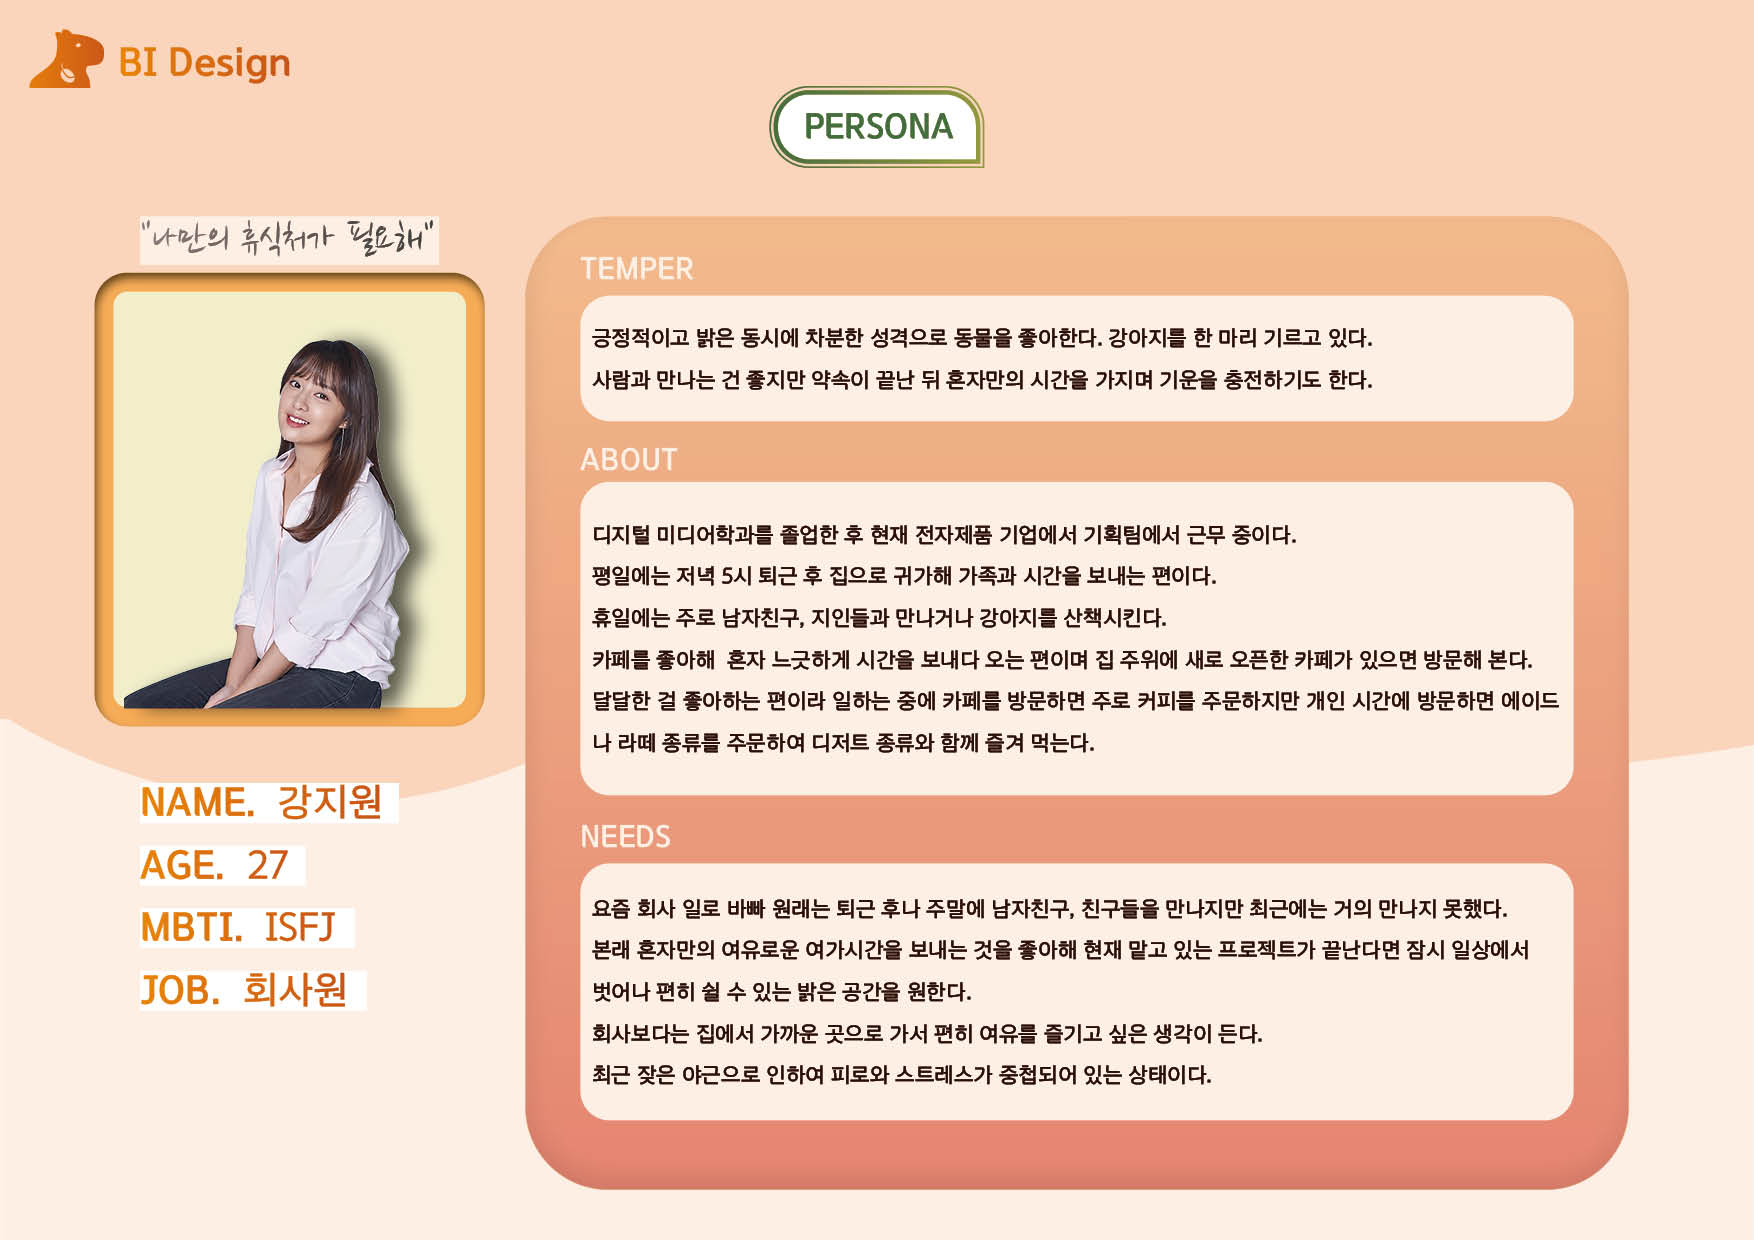 BI Design
PERSONA
"나만의 휴식처가 필요해"
NAME. 강지원
AGE. 27
MBTI. ISFJ
JOB. 회사원
TEMPER
긍정적이고 밝은 동시에 차분한 성격으로 동물을 좋아한다. 강아지를 한 마리 기르고 있다.
사람과 만나는 건 좋지만 약속이 끝난 뒤 혼자만의 시간을 가지며 기운을 충전하기도 한다.
ABOUT
디지털 미디어학과를 졸업한 후 현재 전자제품 기업에서 기획팀에서 근무 중이다.
평일에는 저녁 5시 퇴근 후 집으로 귀가해 가족과 시간을 보내는 편이다.
휴일에는 주로 남자친구, 지인들과 만나거나 강아지를 산책시킨다.
카페를 좋아해 혼자 느긋하게 시간을 보내다 오는 편이며 집 주위에 새로 오픈한 카페가 있으면 방문해 본다.
달달한 걸 좋아하는 편이라 일하는 중에 카페를 방문하면 주로 커피를 주문하지만 개인 시간에 방문하면 에이드
나 라떼 종류를 주문하여 디저트 종류와 함께 즐겨 먹는다.
NEEDS
요즘 회사 일로 바빠 원래는 퇴근 후나 주말에 남자친구, 친구들을 만나지만 최근에는 거의 만나지 못했다.
본래 혼자만의 여유로운 여가시간을 보내는 것을 좋아해 현재 맡고 있는 프로젝트가 끝난다면 잠시 일상에서
벗어나 편히 쉴 수 있는 밝은 공간을 원한다.
회사보다는 집에서 가까운 곳으로 가서 편히 여유를 즐기고 싶은 생각이 든다.
최근 잦은 야근으로 인하여 피로와 스트레스가 중첩되어 있는 상태이다.